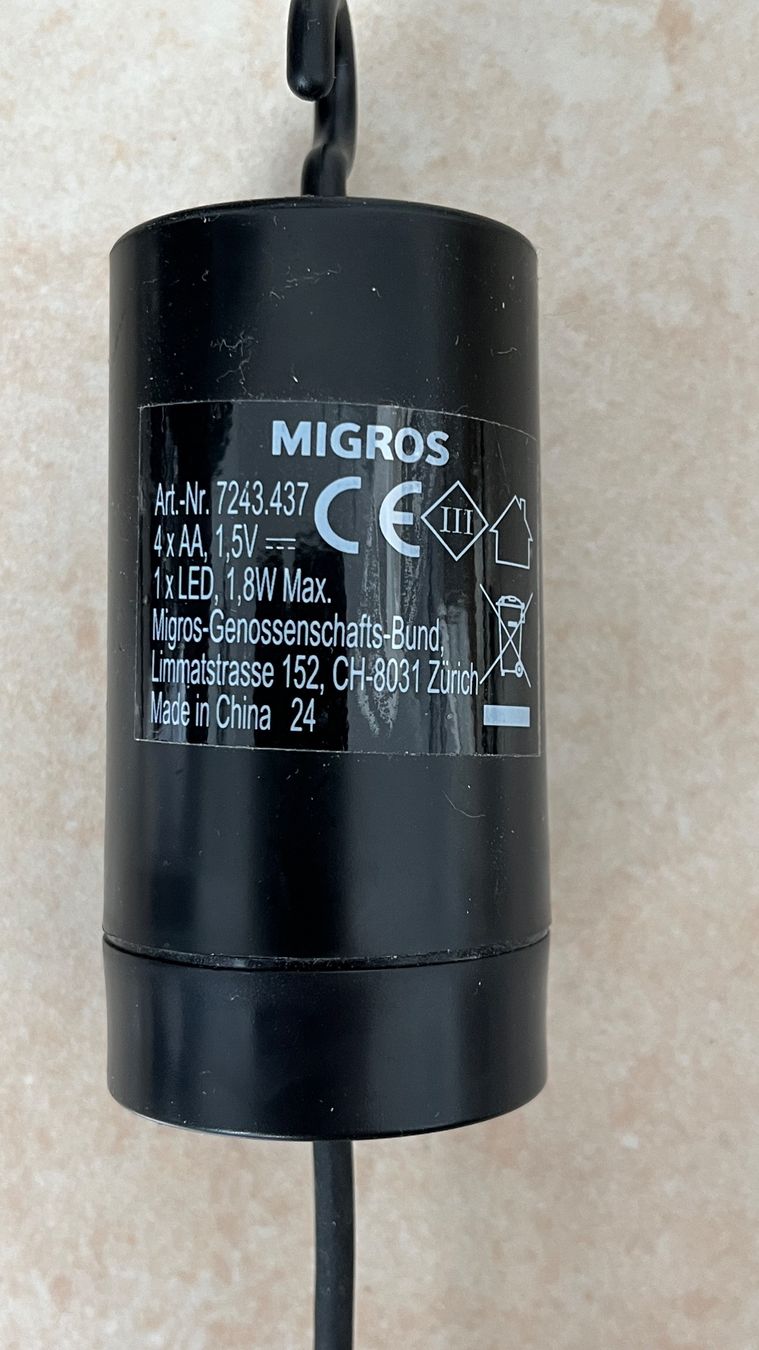 MIGROS
Art.-Nr. 7243.437 CE III
4 x AA, 1,5V ⎓
1 x LED, 1,8W Max.
Migros-Genossenschafts-Bund,
Limmatstrasse 152, CH-8031 Zürich
Made in China 24